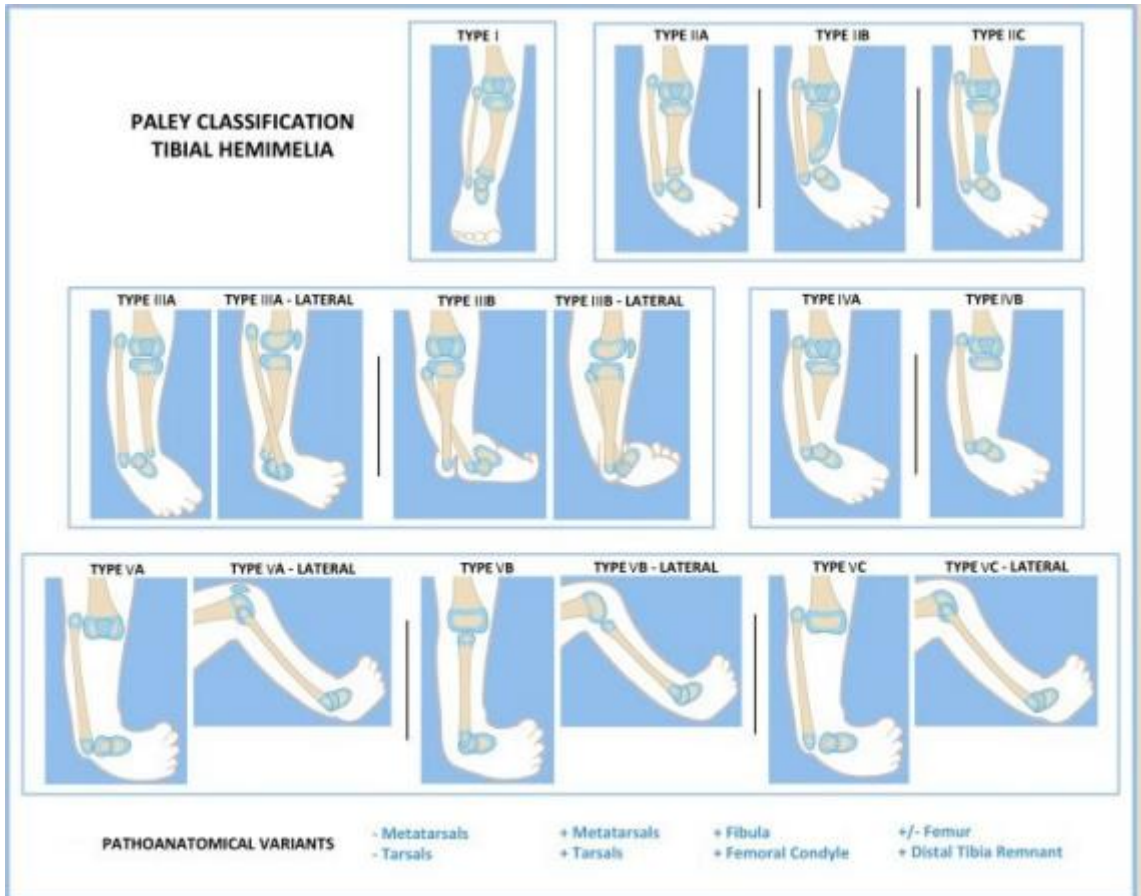 PALEY CLASSIFICATION
TIBIAL HEMIMELIA
TYPE I
TYPE IIA
TYPE IIB
TYPE IIC
TYPE IIIA
TYPE IIIA - LATERAL
TYPE IIIB
TYPE IIIB - LATERAL
TYPE IVA
TYPE IVB
TYPE VA
TYPE VA - LATERAL
TYPE VB
TYPE VB - LATERAL
TYPE VC
TYPE VC - LATERAL
PATHOANATOMICAL VARIANTS
- Metatarsals
- Tarsals
+ Metatarsals
+ Tarsals
+ Fibula
+ Femoral Condyle
+/- Femur
+ Distal Tibia Remnant